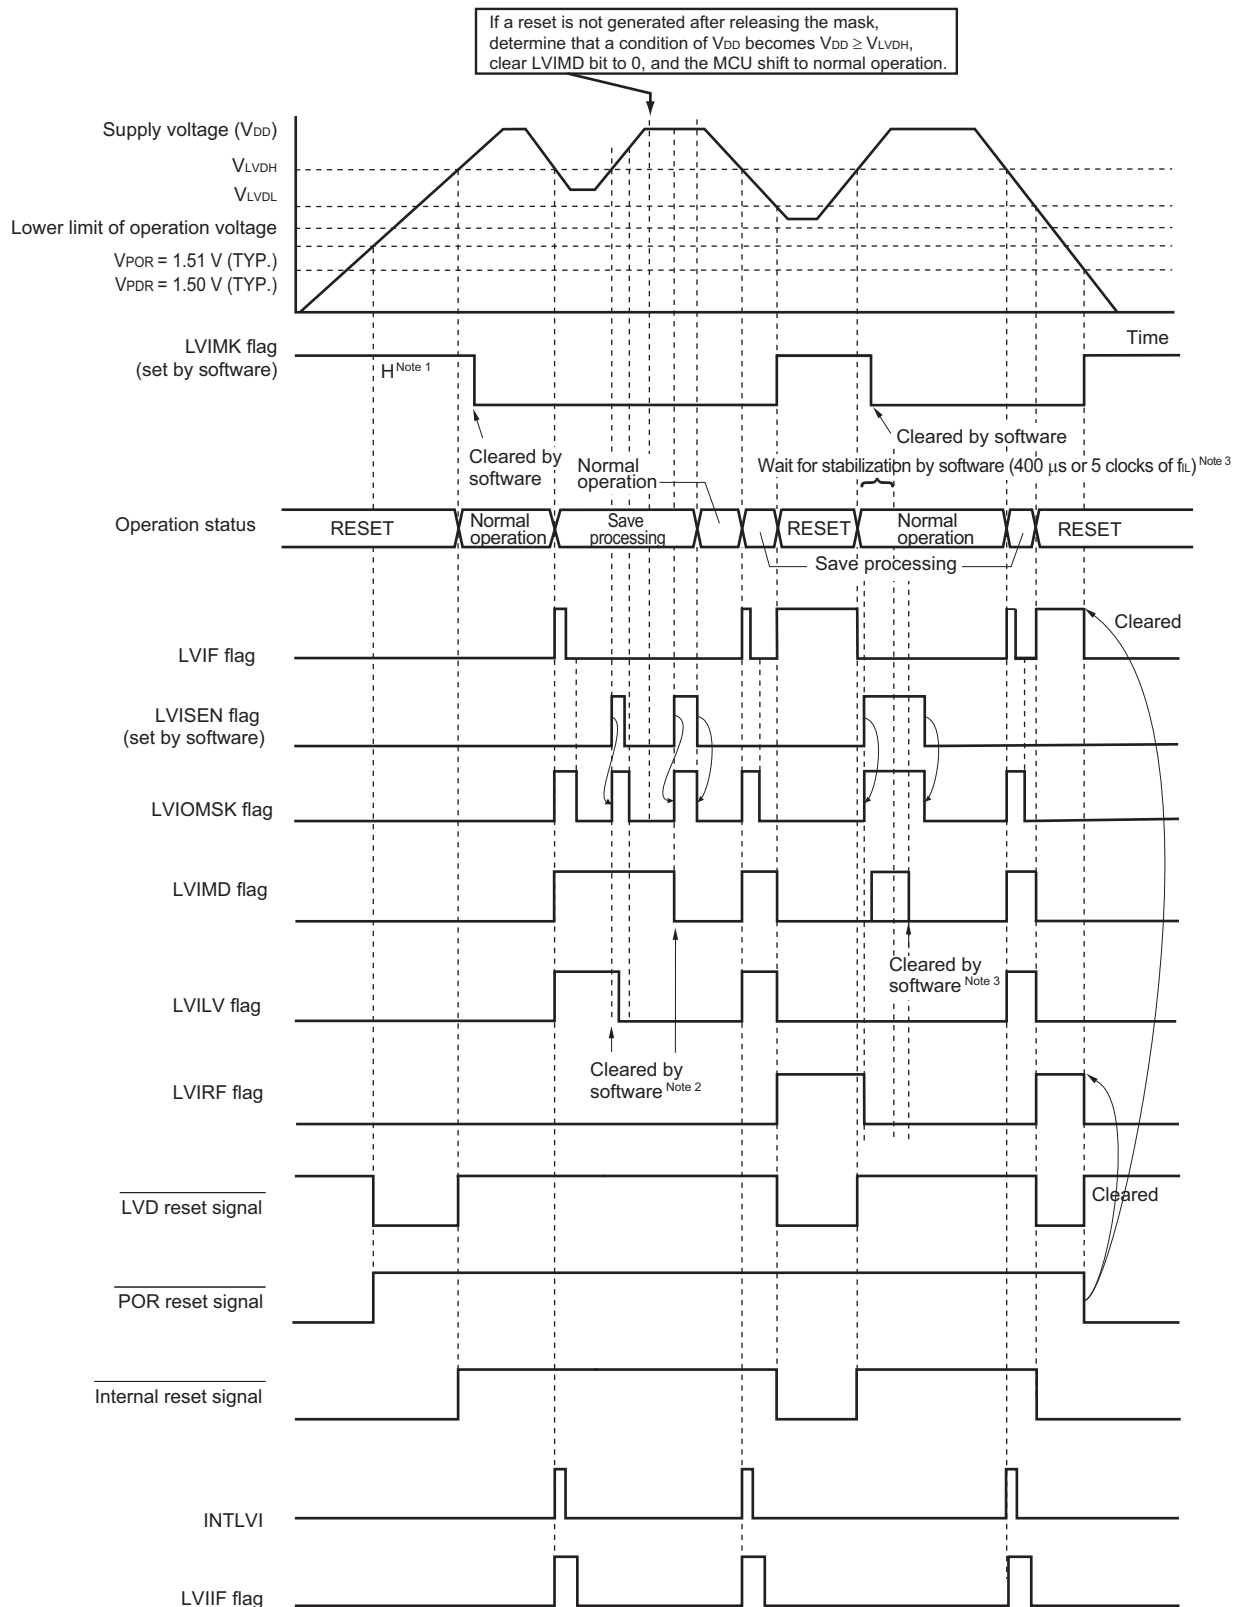 If a reset is not generated after releasing the mask,
determine that a condition of VDD becomes VDD ≥ VLVDH,
clear LVIMD bit to 0, and the MCU shift to normal operation.
Supply voltage (VDD)
VLVDH
VLVDL
Lower limit of operation voltage
VPOR = 1.51 V (TYP.)
VPDR = 1.50 V (TYP.)
Time
LVIMK flag
(set by software)
H Note 1
Cleared by
software
Cleared by software
Normal
operation
Wait for stabilization by software (400 μs or 5 clocks of fIL) Note 3
Operation status
RESET
Normal
operation
Save
processing
RESET
Normal
operation
RESET
Save processing
LVIF flag
Cleared
LVISEN flag
(set by software)
LVIOMSK flag
LVIMD flag
Cleared by
software Note 3
LVILV flag
Cleared by
software Note 2
LVIRF flag
LVD reset signal
Cleared
POR reset signal
Internal reset signal
INTLVI
LVIIF flag